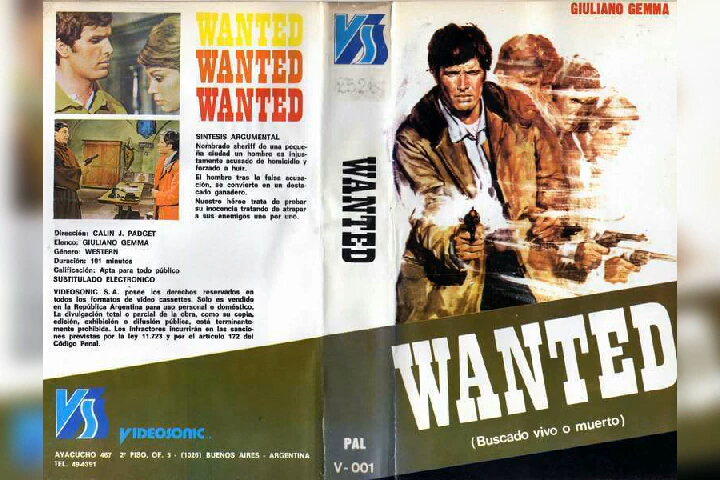 WANTED
WANTED
WANTED
SINTESIS ARGUMENTAL
Nombrado sheriff de una peque-
ña ciudad un hombre es injus-
tamente acusado de homicidio y
forzado a huir.
El hombre tras la falsa acusa-
ción, se convierte en un desta-
cado ganadero.
Nuestro héroe trata de probar
su inocencia tratando de atrapar
a sus enemigos uno por uno.
Dirección: CALIN J. PADGET
Elenco: GIULIANO GEMMA
Género: WESTERN
Duración: 101 minutos
Calificación: Apta para todo público
SUBTITULADO ELECTRONICO
VIDEOSONIC S.A. posee los derechos reservados en
todos los formatos de video cassettes. Solo es vendido
en la República Argentina para uso personal o doméstico.
La divulgación total o parcial de la obra, como su copia,
edición, exhibición o difusión pública, está terminante-
mente prohibida. Los infractores incurrirán en las sancio-
nes previstas por la ley 11.723 y por el artículo 172 del
Código Penal.
VS
VIDEOSONIC S.A.
AYACUCHO 467 2º PISO, OF. 5 - (1026) BUENOS AIRES - ARGENTINA
TEL. 49-4351
VS
WANTED
PAL
V - 001
GIULIANO GEMMA
WANTED
(Buscado vivo o muerto)